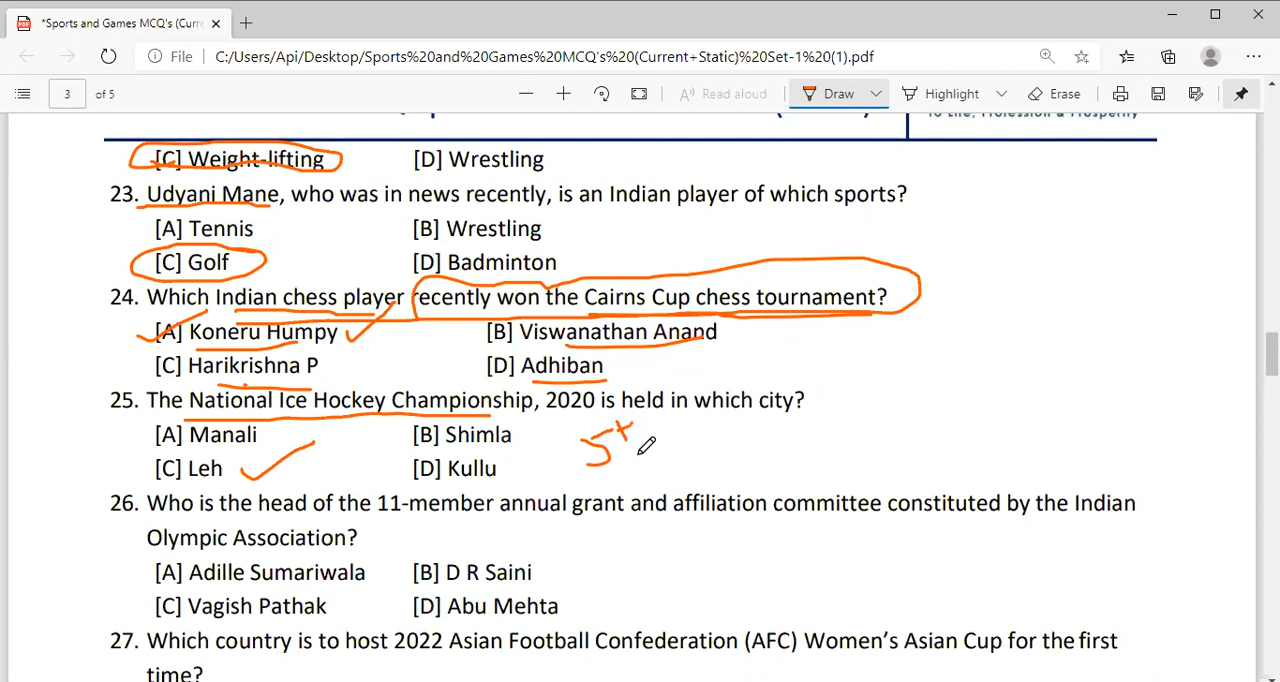 *Sports and Games MCQ's (Curre
File C:/Users/Api/Desktop/Sports%20and%20Games%20MCQ's%20(Current+Static)%20Set-1%20(1).pdf
3 of 5 Read aloud Draw Highlight Erase
To Life, Profession & Prosperity
[C] Weight-lifting [D] Wrestling
23. Udyani Mane, who was in news recently, is an Indian player of which sports?
[A] Tennis [B] Wrestling
[C] Golf [D] Badminton
24. Which Indian chess player recently won the Cairns Cup chess tournament?
[A] Koneru Humpy [B] Viswanathan Anand
[C] Harikrishna P [D] Adhiban
25. The National Ice Hockey Championship, 2020 is held in which city?
[A] Manali [B] Shimla
5
[C] Leh [D] Kullu
26. Who is the head of the 11-member annual grant and affiliation committee constituted by the Indian
Olympic Association?
[A] Adille Sumariwala [B] D R Saini
[C] Vagish Pathak [D] Abu Mehta
27. Which country is to host 2022 Asian Football Confederation (AFC) Women's Asian Cup for the first
time?